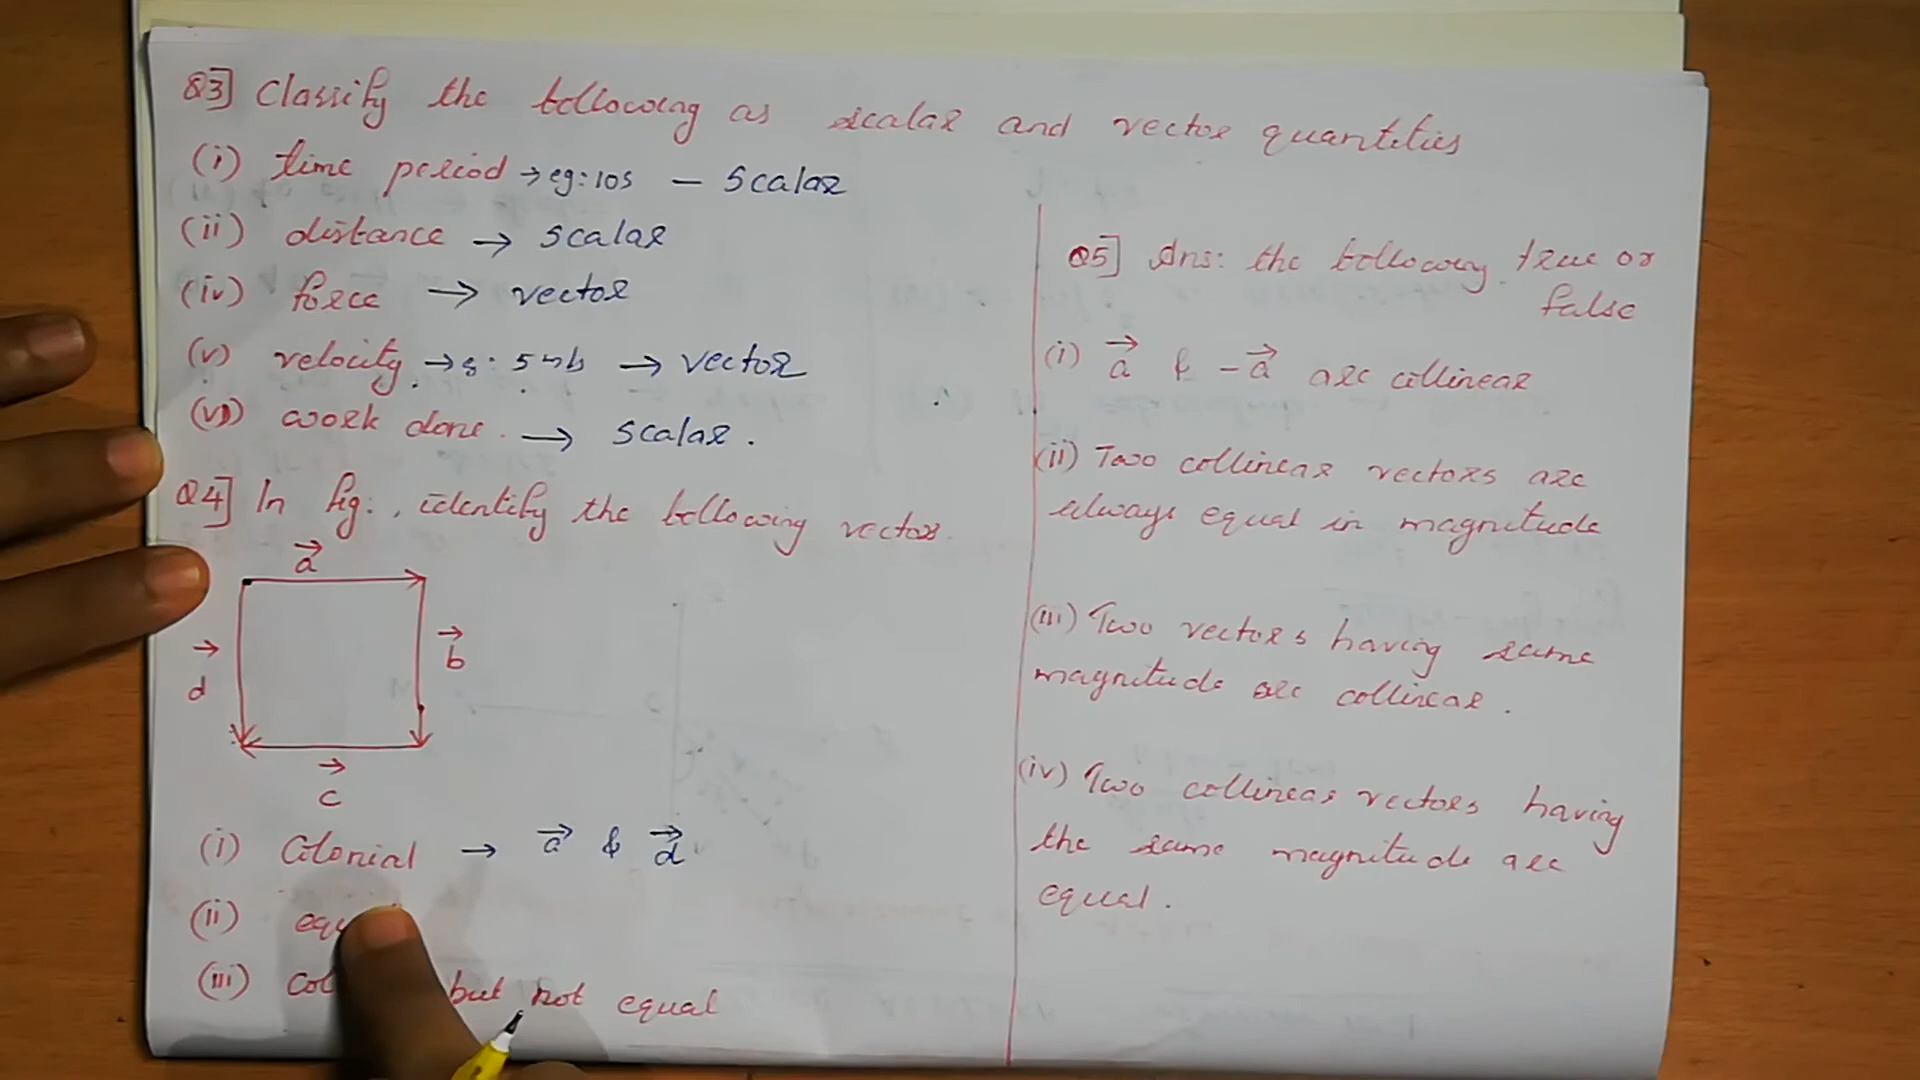 Q3] Classify the following as scalar and vector quantities
(i) time period → eg: 10s – Scalar
(ii) distance → scalar
(iv) force → vector
(v) velocity → → vector
(vi) work done. → scalar.
Q4] In fig:, identify the following vector.
a
b
d
c
(i) Coinial → a & d
(ii)
(iii) but not equal
Q5] Ans: the following true or
false
(i) a & -a are collinear
(ii) Two collinear vectors are
always equal in magnitude
(iii) Two vectors having same
magnitude are collinear.
(iv) Two collinear vectors having
the same magnitude are
equal.